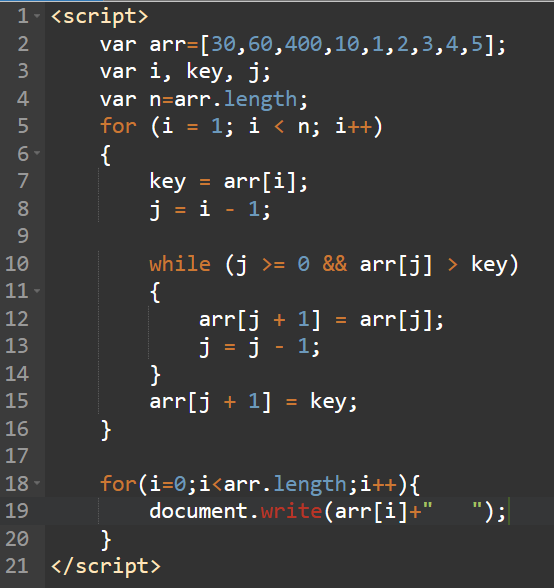 1 <script>
2 var arr=[30,60,400,10,1,2,3,4,5];
3 var i, key, j;
4 var n=arr.length;
5 for (i = 1; i < n; i++)
6 {
7 key = arr[i];
8 j = i - 1;
9
10 while (j >= 0 && arr[j] > key)
11 {
12 arr[j + 1] = arr[j];
13 j = j - 1;
14 }
15 arr[j + 1] = key;
16 }
17
18 for(i=0;i<arr.length;i++){
19 document.write(arr[i]+"   ");
20 }
21 </script>